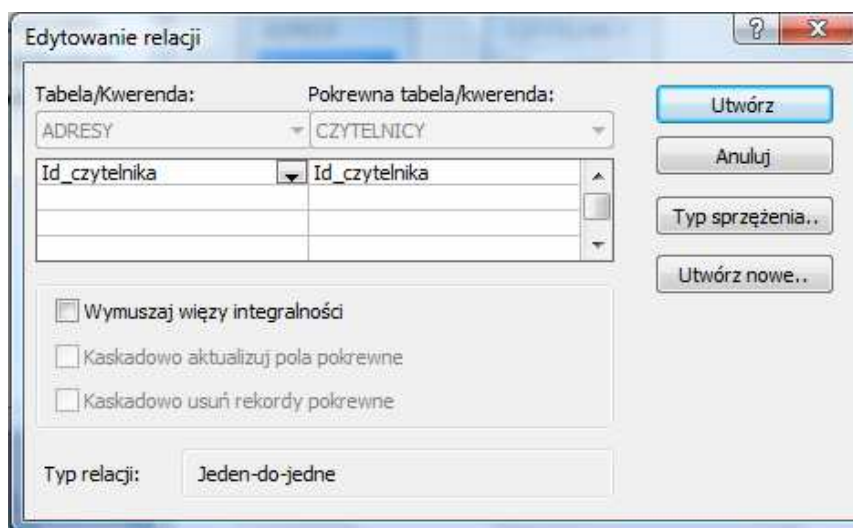 Edytowanie relacji
Tabela/Kwerenda: Pokrewna tabela/kwerenda:
ADRESY CZYTELNICY
Id_czytelnika Id_czytelnika
Utwórz
Anuluj
Typ sprzężenia..
Utwórz nowe..
Wymuszaj więzy integralności
Kaskadowo aktualizuj pola pokrewne
Kaskadowo usuń rekordy pokrewne
Typ relacji: Jeden-do-jedne